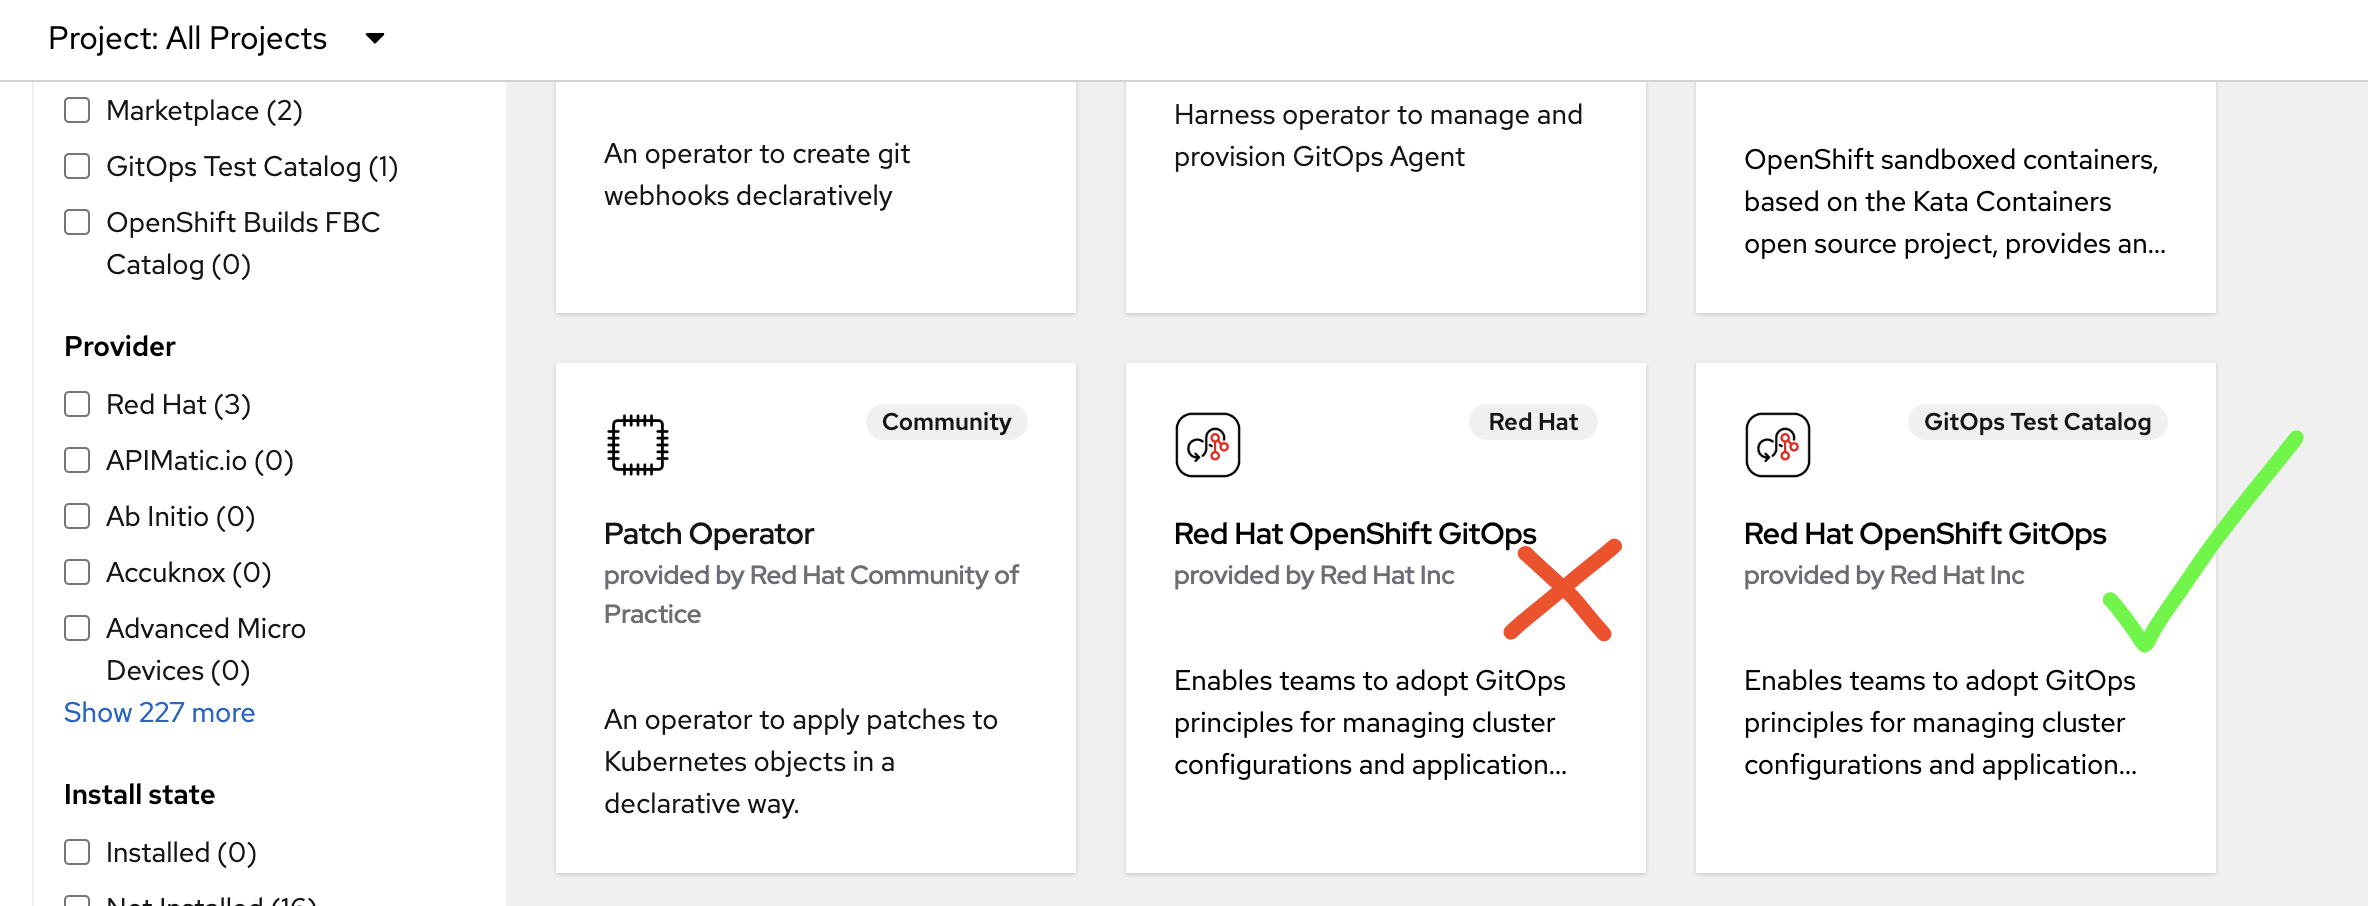 Project: All Projects
Marketplace (2)
GitOps Test Catalog (1)
OpenShift Builds FBC
Catalog (0)
Provider
Red Hat (3)
APIMatic.io (0)
Ab Initio (0)
Accuknox (0)
Advanced Micro
Devices (0)
Show 227 more
Install state
Installed (0)
Not Installed (16)
An operator to create git
webhooks declaratively
Harness operator to manage and
provision GitOps Agent
OpenShift sandboxed containers,
based on the Kata Containers
open source project, provides an...
Community
Patch Operator
provided by Red Hat Community of
Practice
An operator to apply patches to
Kubernetes objects in a
declarative way.
Red Hat
Red Hat OpenShift GitOps
provided by Red Hat Inc
Enables teams to adopt GitOps
principles for managing cluster
configurations and application...
GitOps Test Catalog
Red Hat OpenShift GitOps
provided by Red Hat Inc
Enables teams to adopt GitOps
principles for managing cluster
configurations and application...